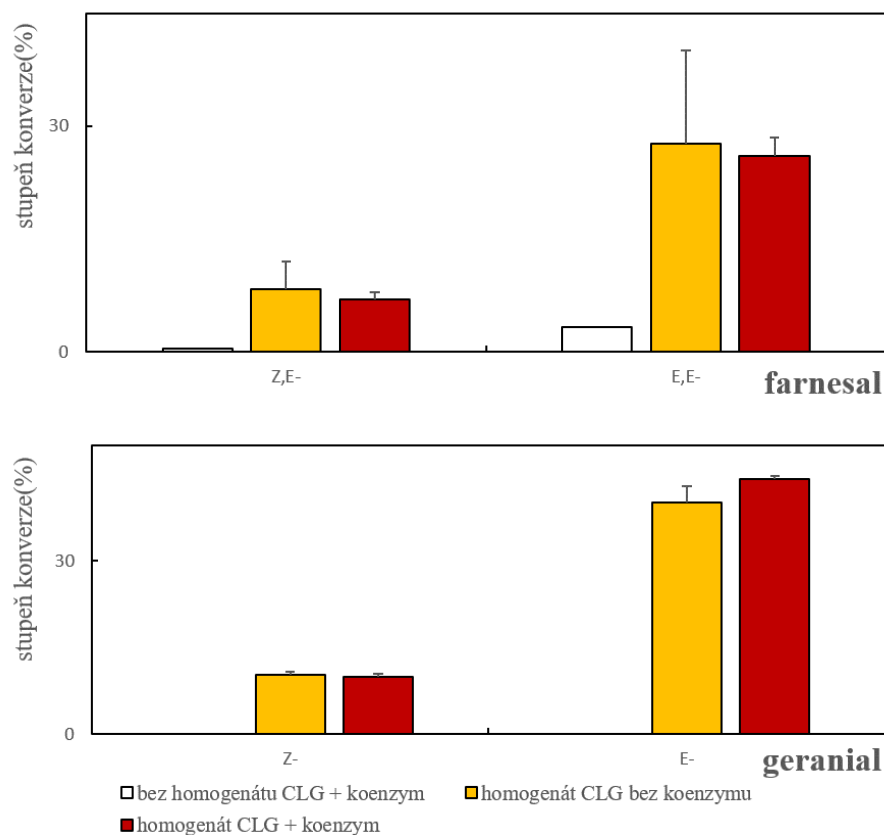 stupeň konverze(%)
30
0
Z,E-
E,E-
farnesal
stupeň konverze(%)
30
0
Z-
E-
geranial
bez homogenátu CLG + koenzym
homogenát CLG bez koenzymu
homogenát CLG + koenzym